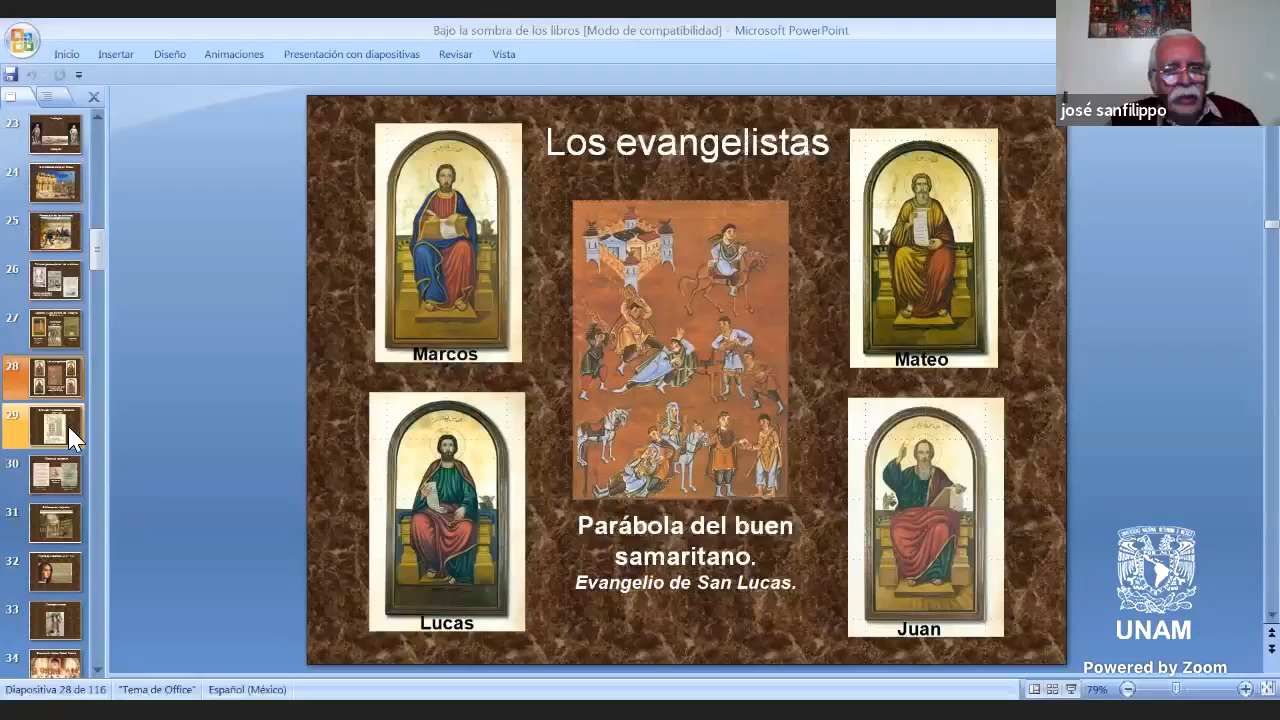 Bajo la sombra de los libros [Modo de compatibilidad] - Microsoft PowerPoint
Inicio Insertar Diseño Animaciones Presentación con diapositivas Revisar Vista
josé sanfilippo
23
24
25
26
27
28
29
30
31
32
33
34
Los evangelistas
Marcos
Mateo
Lucas
Juan
Parábola del buen
samaritano.
Evangelio de San Lucas.
UNAM
Powered by Zoom
Diapositiva 28 de 116 "Tema de Office" Español (México) 79%